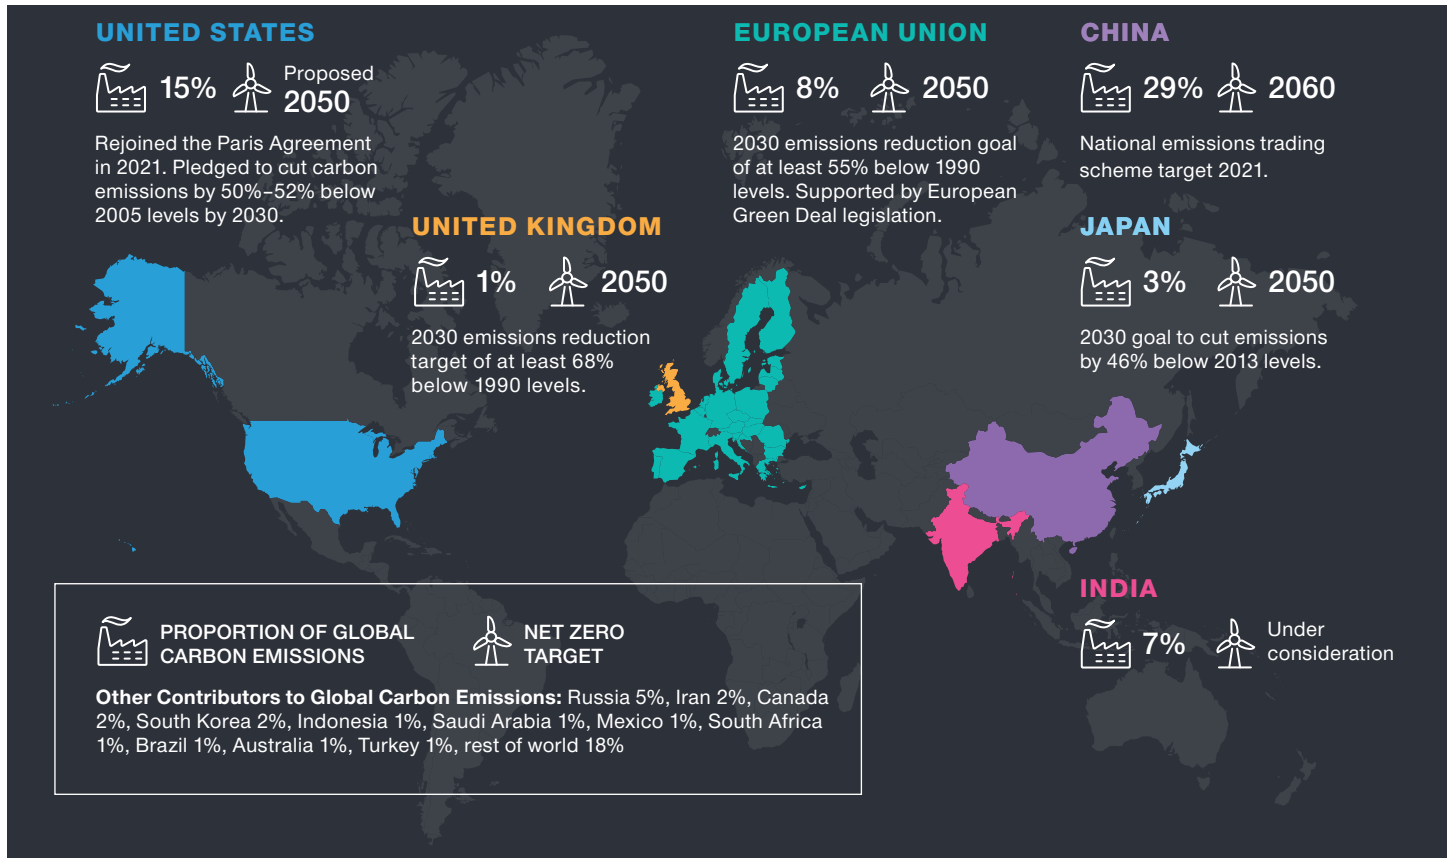 UNITED STATES
15%
Proposed
2050
Rejoined the Paris Agreement
in 2021. Pledged to cut carbon
emissions by 50%–52% below
2005 levels by 2030.
UNITED KINGDOM
1%
2050
2030 emissions reduction
target of at least 68%
below 1990 levels.
EUROPEAN UNION
8%
2050
2030 emissions reduction goal
of at least 55% below 1990
levels. Supported by European
Green Deal legislation.
CHINA
29%
2060
National emissions trading
scheme target 2021.
JAPAN
3%
2050
2030 goal to cut emissions
by 46% below 2013 levels.
INDIA
7%
Under
consideration
PROPORTION OF GLOBAL
CARBON EMISSIONS
NET ZERO
TARGET
Other Contributors to Global Carbon Emissions: Russia 5%, Iran 2%, Canada
2%, South Korea 2%, Indonesia 1%, Saudi Arabia 1%, Mexico 1%, South Africa
1%, Brazil 1%, Australia 1%, Turkey 1%, rest of world 18%